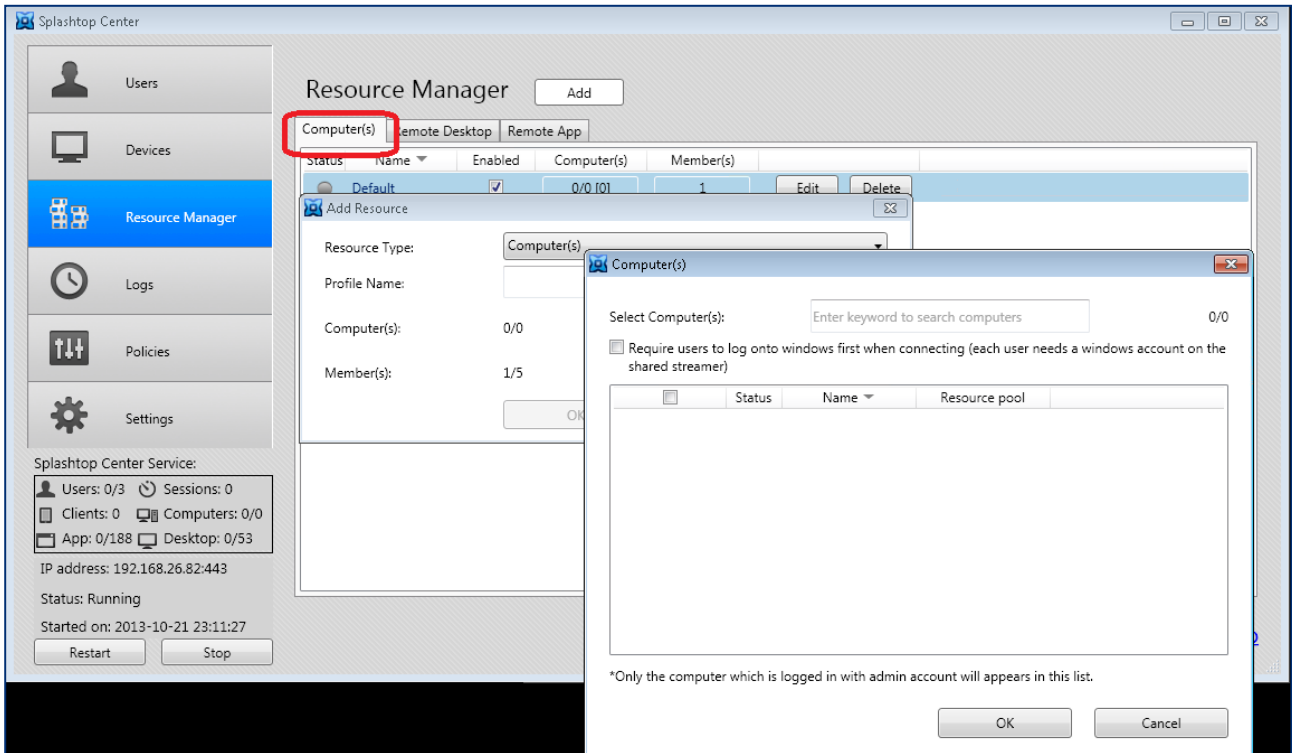 Splashtop Center
Users
Devices
Resource Manager
Logs
Policies
Settings
Splashtop Center Service:
Users: 0/3 Sessions: 0
Clients: 0 Computers: 0/0
App: 0/188 Desktop: 0/53
IP address: 192.168.26.82:443
Status: Running
Started on: 2013-10-21 23:11:27
Restart Stop
Resource Manager Add
Computer(s) Remote Desktop Remote App
Status Name Enabled Computer(s) Member(s)
Default 0/0 [0] 1 Edit Delete
Add Resource
Resource Type: Computer(s)
Profile Name:
Computer(s): 0/0
Member(s): 1/5
OK
Computer(s)
Select Computer(s): Enter keyword to search computers 0/0
Require users to log onto windows first when connecting (each user needs a windows account on the
shared streamer)
Status Name Resource pool
*Only the computer which is logged in with admin account will appears in this list.
OK Cancel